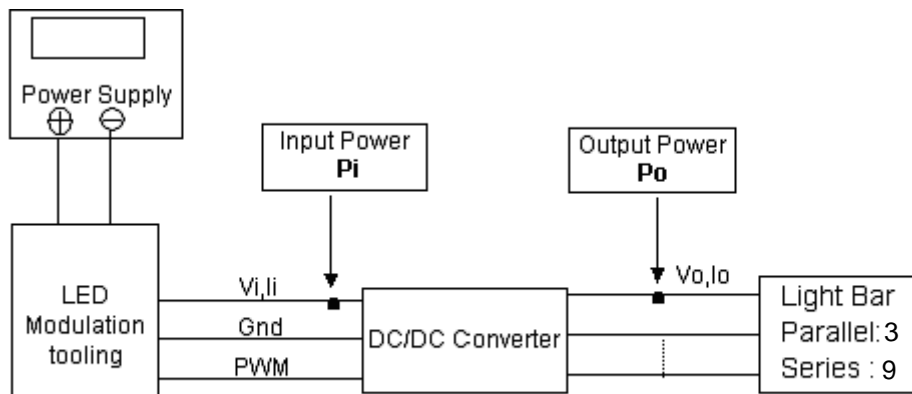 Power Supply
Input Power
Pi
Output Power
Po
LED
Modulation
tooling
Vi,Ii
Gnd
PWM
DC/DC Converter
Vo,Io
Light Bar
Parallel:3
Series : 9